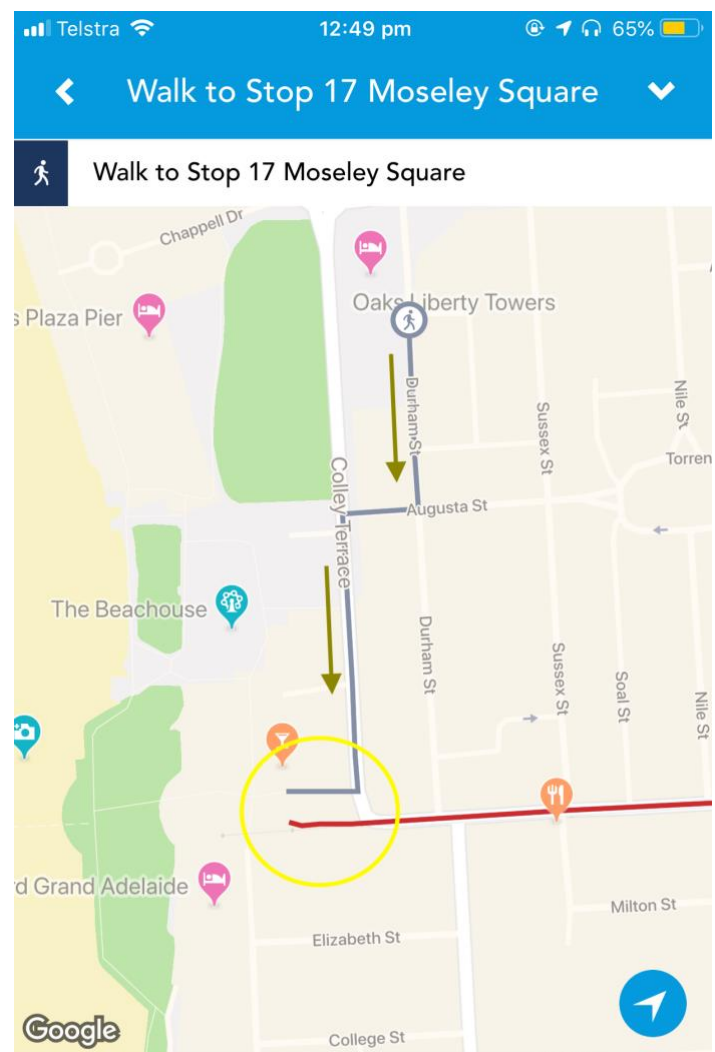 Telstra 12:49 pm 65%
Walk to Stop 17 Moseley Square
Walk to Stop 17 Moseley Square
Chappell Dr
Oaks Liberty Towers
s Plaza Pier
Durham St
Nile St
Sussex St
Torren
Colley Terrace
Augusta St
The Beachouse
Durham St
Sussex St
Soal St
Nile St
rd Grand Adelaide
Milton St
Elizabeth St
College St
Google